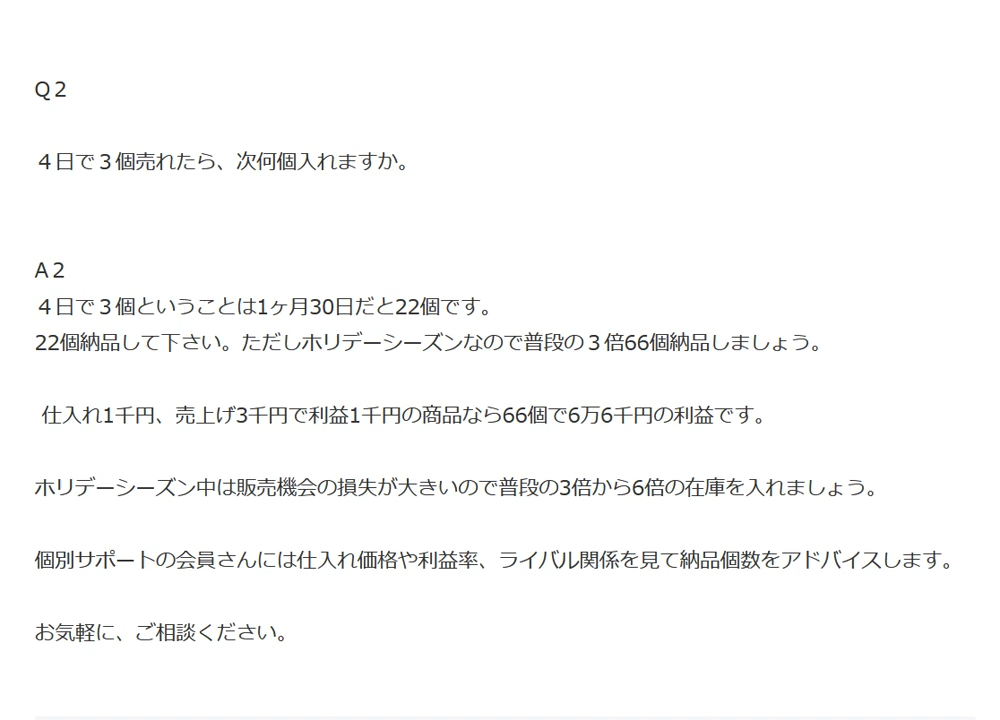 Q２
４日で３個売れたら、次何個入れますか。
A２
４日で３個ということは1ヶ月30日だと22個です。
22個納品して下さい。ただしホリデーシーズンなので普段の３倍66個納品しましょう。
仕入れ1千円、売上げ3千円で利益1千円の商品なら66個で6万6千円の利益です。
ホリデーシーズン中は販売機会の損失が大きいので普段の3倍から6倍の在庫を入れましょう。
個別サポートの会員さんには仕入れ価格や利益率、ライバル関係を見て納品個数をアドバイスします。
お気軽に、ご相談ください。